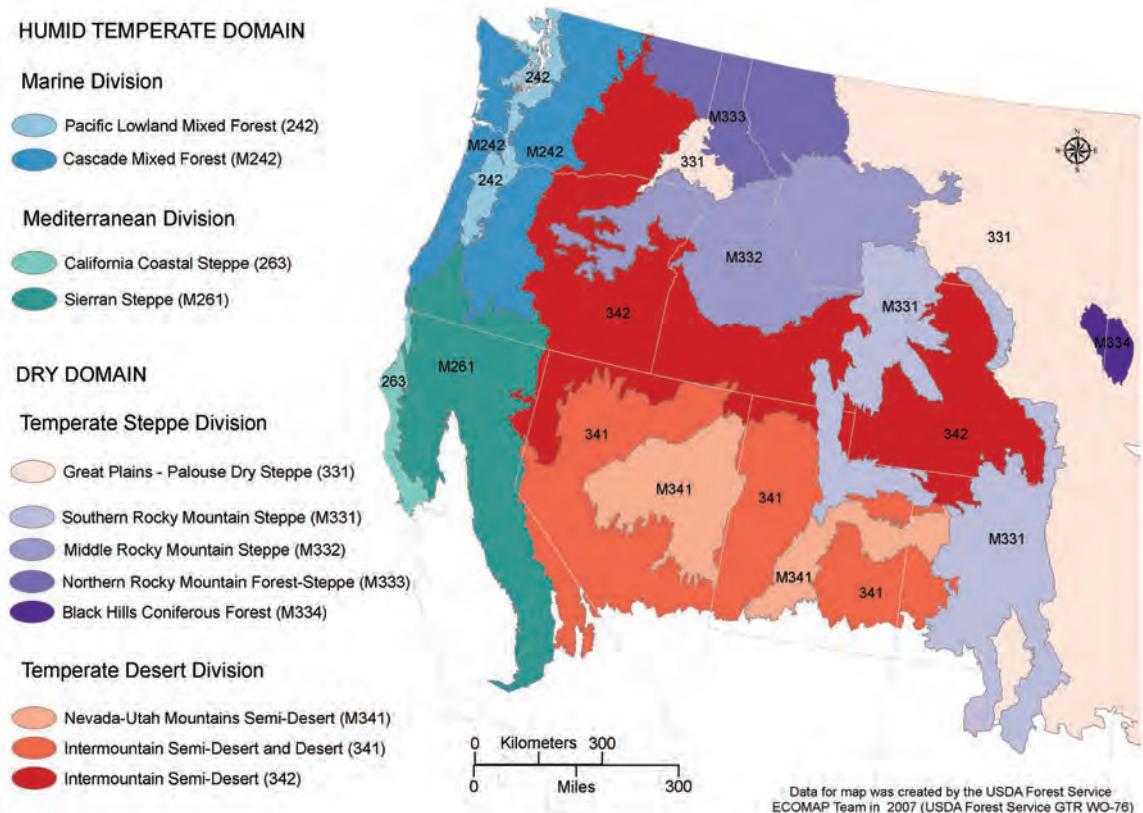 HUMID TEMPERATE DOMAIN
Marine Division
Pacific Lowland Mixed Forest (242)
Cascade Mixed Forest (M242)
Mediterranean Division
California Coastal Steppe (263)
Sierran Steppe (M261)
DRY DOMAIN
Temperate Steppe Division
Great Plains - Palouse Dry Steppe (331)
Southern Rocky Mountain Steppe (M331)
Middle Rocky Mountain Steppe (M332)
Northern Rocky Mountain Forest-Steppe (M333)
Black Hills Coniferous Forest (M334)
Temperate Desert Division
Nevada-Utah Mountains Semi-Desert (M341)
Intermountain Semi-Desert and Desert (341)
Intermountain Semi-Desert (342)
242
M333
M242
M242
331
242
N
W
E
S
331
M332
M331
342
M334
M261
263
342
341
M341
341
M331
M341
341
0 Kilometers 300
0 Miles 300
Data for map was created by the USDA Forest Service
ECOMAP Team in 2007 (USDA Forest Service GTR WO-76)